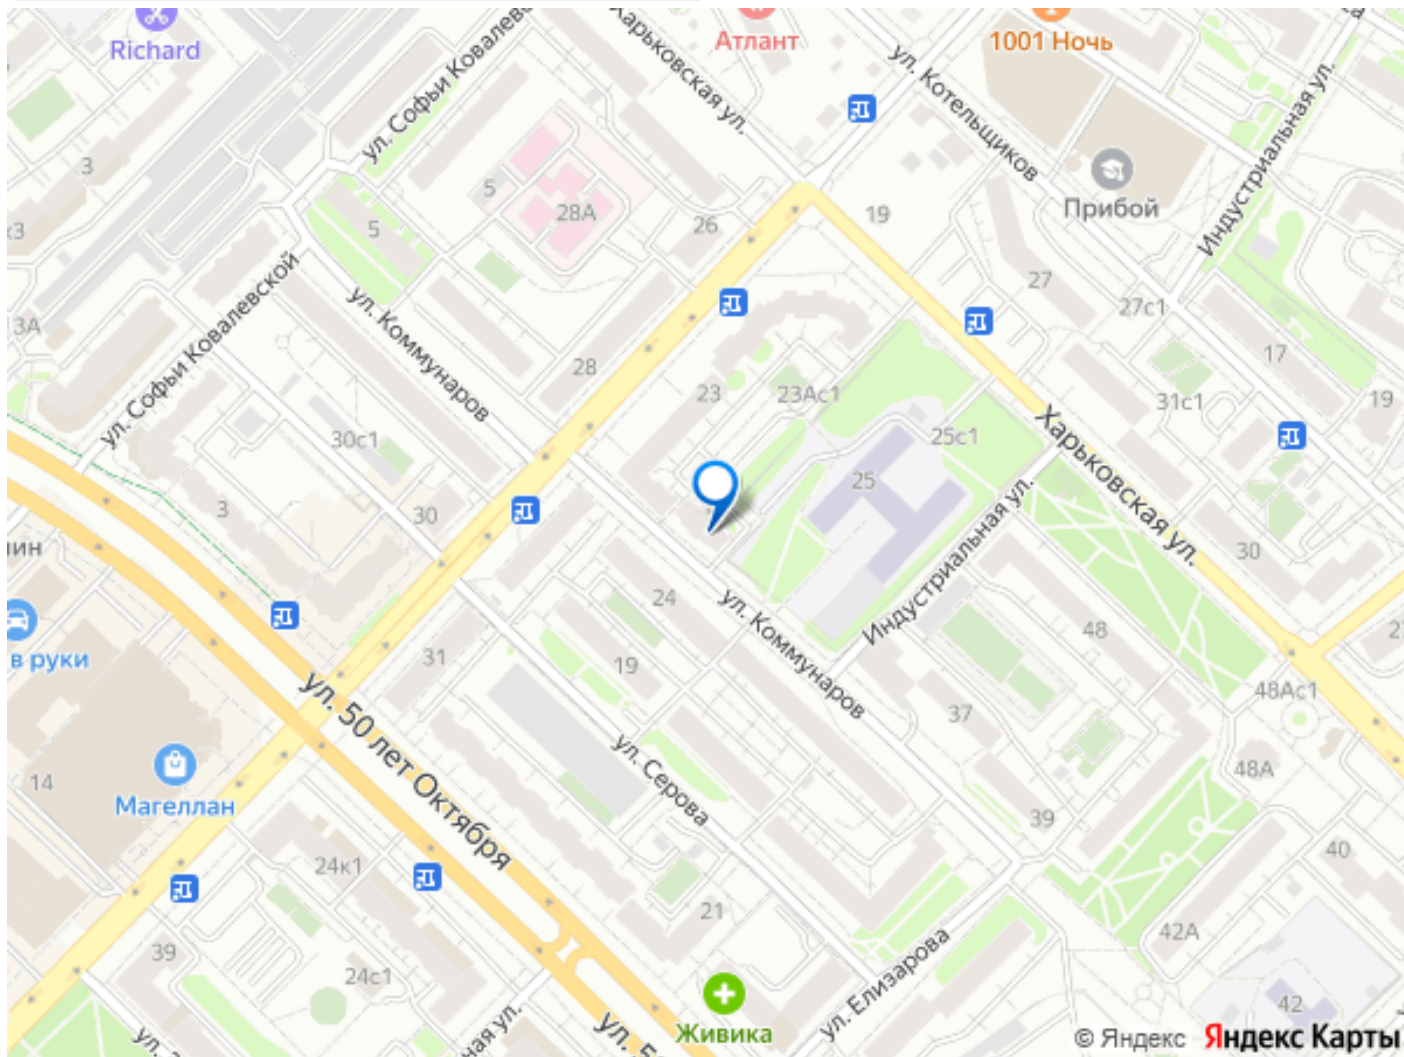 Richard
ул. Софьи Ковалевс
Харьковская ул.
Атлант
1001 Ночь
ул. Котельщиков
Индустриальная ул.
Прибой
3
5
28А
5
26
19
к3
27
27с1
13А
ул. Софьи Ковалевской
ул. Коммунаров
28
23
23Ас1
17
31с1
19
Харьковская ул.
25с1
30с1
25
3
30
Индустриальная ул.
30
24
ул. Коммунаров
48
в руки
31
19
37
48Ас1
ул. 50 лет Октября
14
Магеллан
ул. Серова
48А
39
40
24к1
21
42А
39
24с1
ул. Елизарова
42
Живика
© Яндекс Яндекс Карты